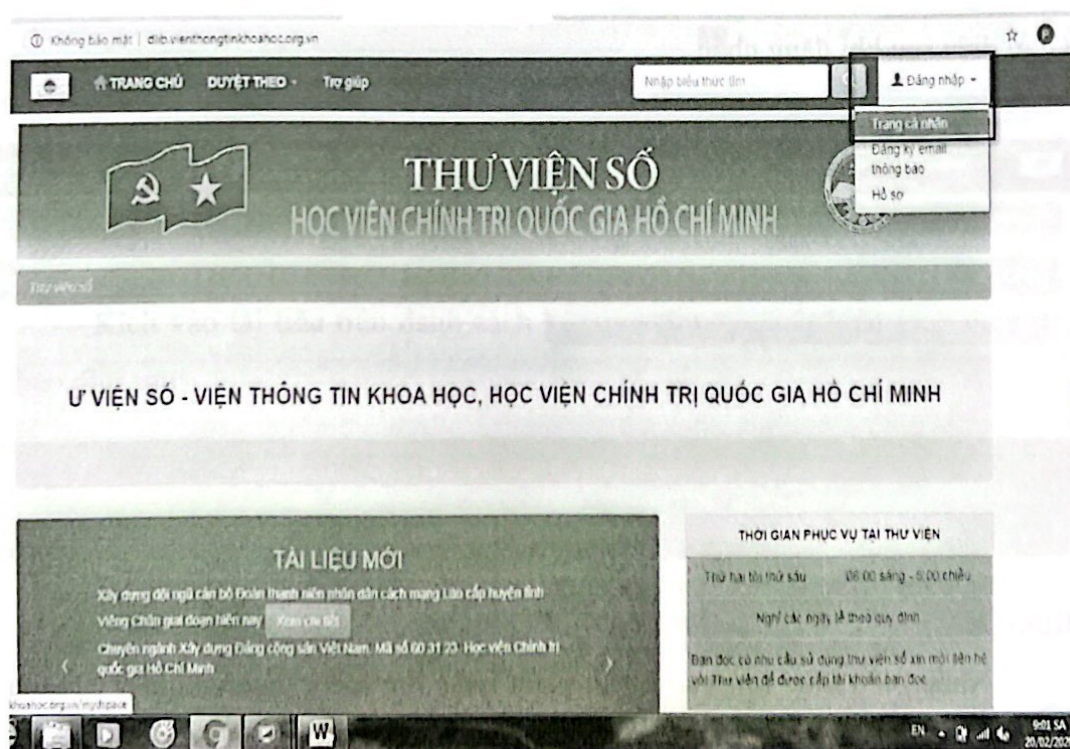 Không bảo mật | dlib.vienthongtinkhoahoc.org.vn
TRANG CHỦ DUYỆT THEO Trợ giúp Nhập biểu thức tìm Đăng nhập
Trang cá nhân
Đăng ký email
thông báo
Hồ sơ
THƯ VIỆN SỐ
HỌC VIỆN CHÍNH TRỊ QUỐC GIA HỒ CHÍ MINH
Thư viện số
Ư VIỆN SỐ - VIỆN THÔNG TIN KHOA HỌC, HỌC VIỆN CHÍNH TRỊ QUỐC GIA HỒ CHÍ MINH
TÀI LIỆU MỚI
Xây dựng đội ngũ cán bộ Đoàn thanh niên nhân dân cách mạng Lào cấp huyện tỉnh
Viêng Chăn giai đoạn hiện nay Xem chi tiết
Chuyên ngành Xây dựng Đảng cộng sản Việt Nam. Mã số 60 31 23. Học viện Chính trị
quốc gia Hồ Chí Minh
THỜI GIAN PHỤC VỤ TẠI THƯ VIỆN
Thứ hai tới thứ sáu 08:00 sáng - 5:00 chiều
Nghỉ các ngày lễ theo quy định
Bạn đọc có nhu cầu sử dụng thư viện số xin mời liên hệ
với Thư viện để được cấp tài khoản bạn đọc
khoahoc.org.vn/mydspace
EN 9:01 SA
20/02/202